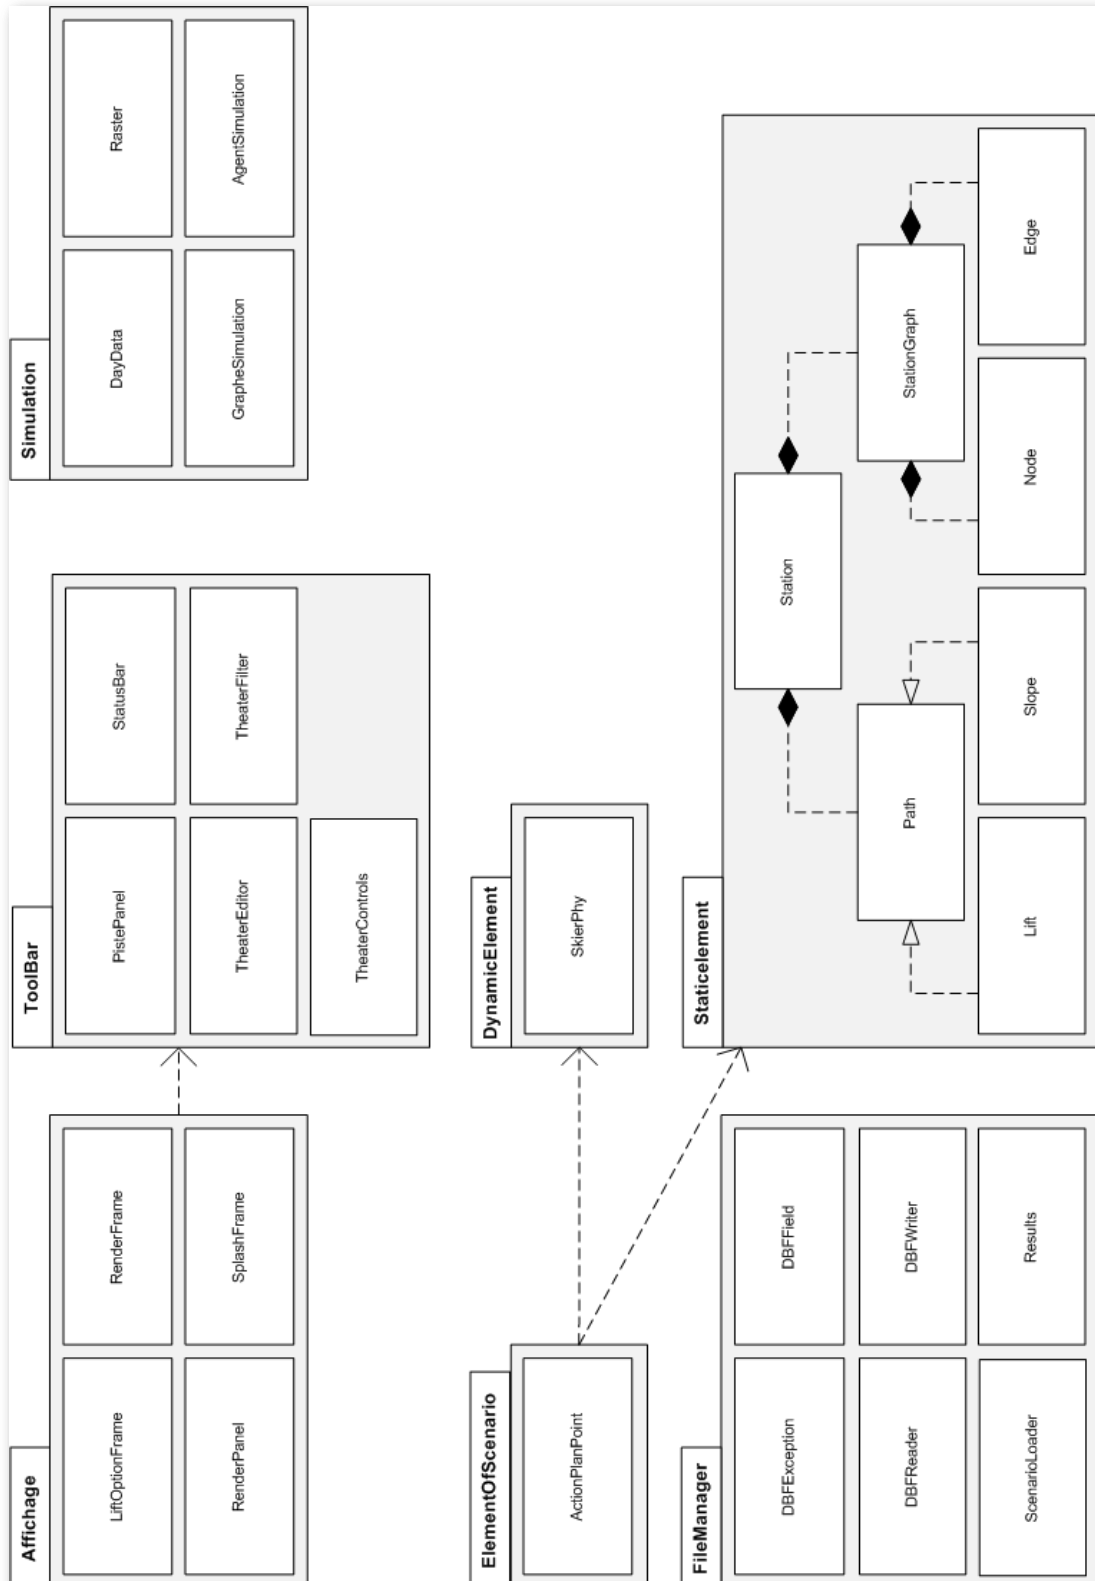 Affichage
LiftOptionFrame
RenderFrame
RenderPanel
SplashFrame
ToolBar
PistePanel
StatusBar
TheaterEditor
TheaterFilter
TheaterControls
Simulation
DayData
Raster
GrapheSimulation
AgentSimulation
ElementOfScenario
ActionPlanPoint
DynamicElement
SkierPhy
FileManager
DBFException
DBFField
DBFReader
DBFWriter
ScenarioLoader
Results
Staticelement
Station
Path
StationGraph
Lift
Slope
Node
Edge